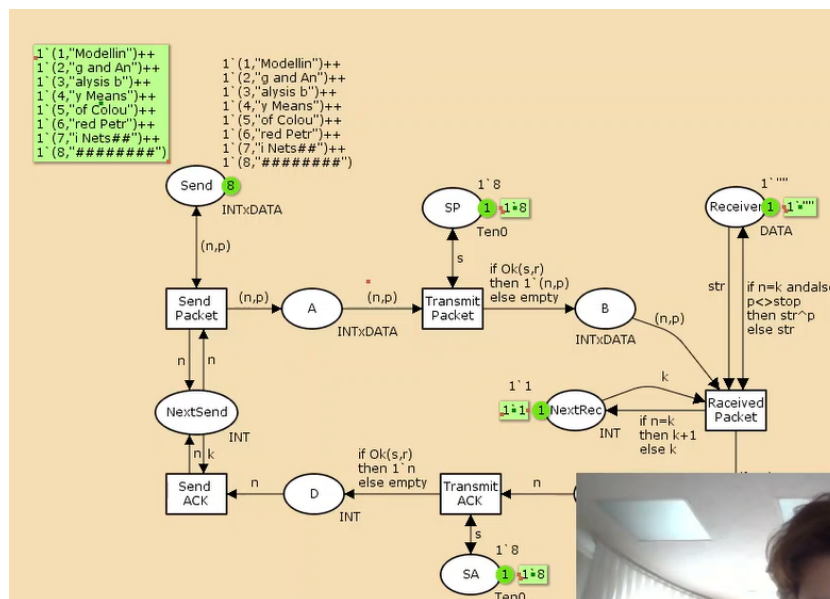 1`(1,"Modellin")++
1`(2,"g and An")++
1`(3,"alysis b")++
1`(4,"y Means")++
1`(5,"of Colou")++
1`(6,"red Petr")++
1`(7,"i Nets##")++
1`(8,"########")
1`(1,"Modellin")++
1`(2,"g and An")++
1`(3,"alysis b")++
1`(4,"y Means")++
1`(5,"of Colou")++
1`(6,"red Petr")++
1`(7,"i Nets##")++
1`(8,"########")
Send
8
INTxDATA
1`8
SP
1
1`8
Ten0
1`""
Receiver
1
1`""
DATA
(n,p)
s
if Ok(s,r)
then 1`(n,p)
else empty
str
if n=k andalso
p<>stop
then str^p
else str
Send
Packet
(n,p)
A
(n,p)
INTxDATA
Transmit
Packet
B
INTxDATA
(n,p)
n
n
1`1
k
NextSend
INT
1`1
1
NextRec
INT
if n=k
then k+1
else k
Raceived
Packet
n
k
if Ok(s,r)
then 1`n
else empty
Send
ACK
n
D
INT
Transmit
ACK
n
s
1`8
SA
1
1`8
Ten0